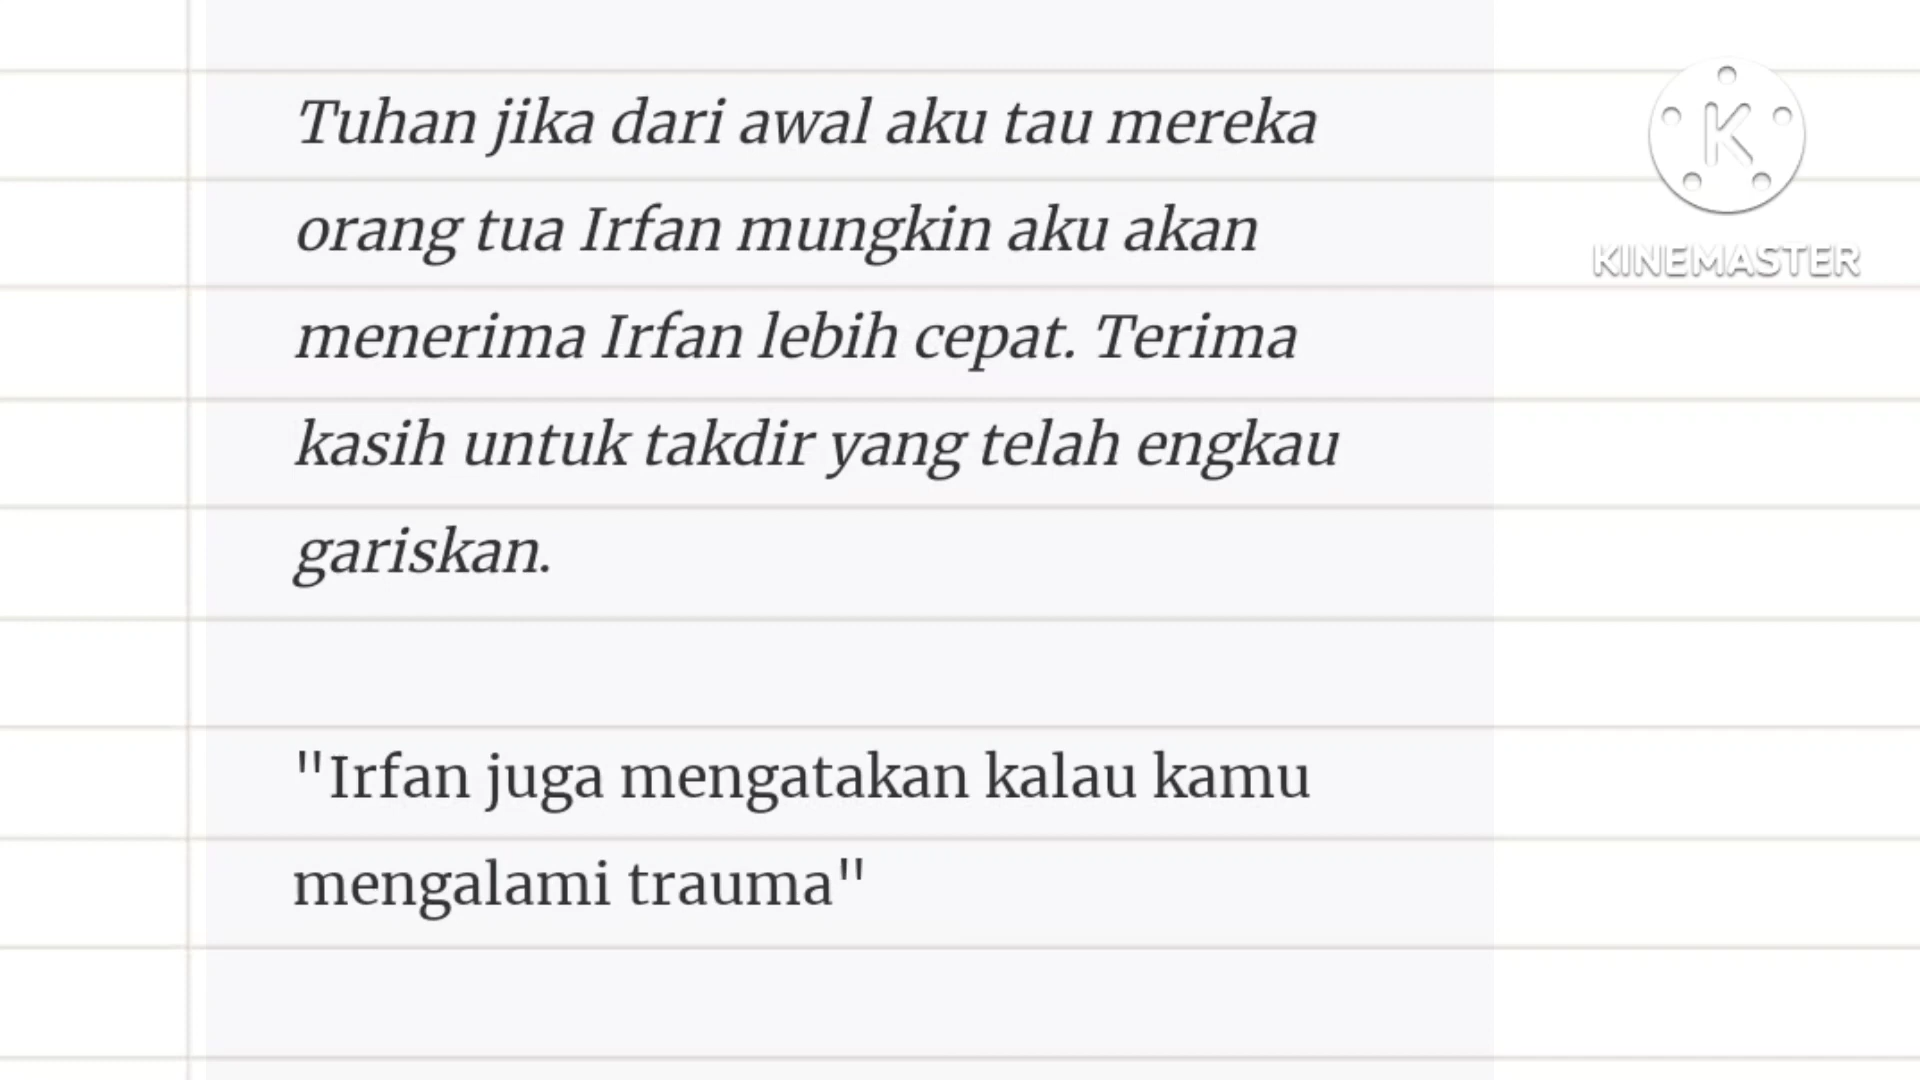 Tuhan jika dari awal aku tau mereka
orang tua Irfan mungkin aku akan
menerima Irfan lebih cepat. Terima
kasih untuk takdir yang telah engkau
gariskan.
"Irfan juga mengatakan kalau kamu
mengalami trauma"
K
KINEMASTER